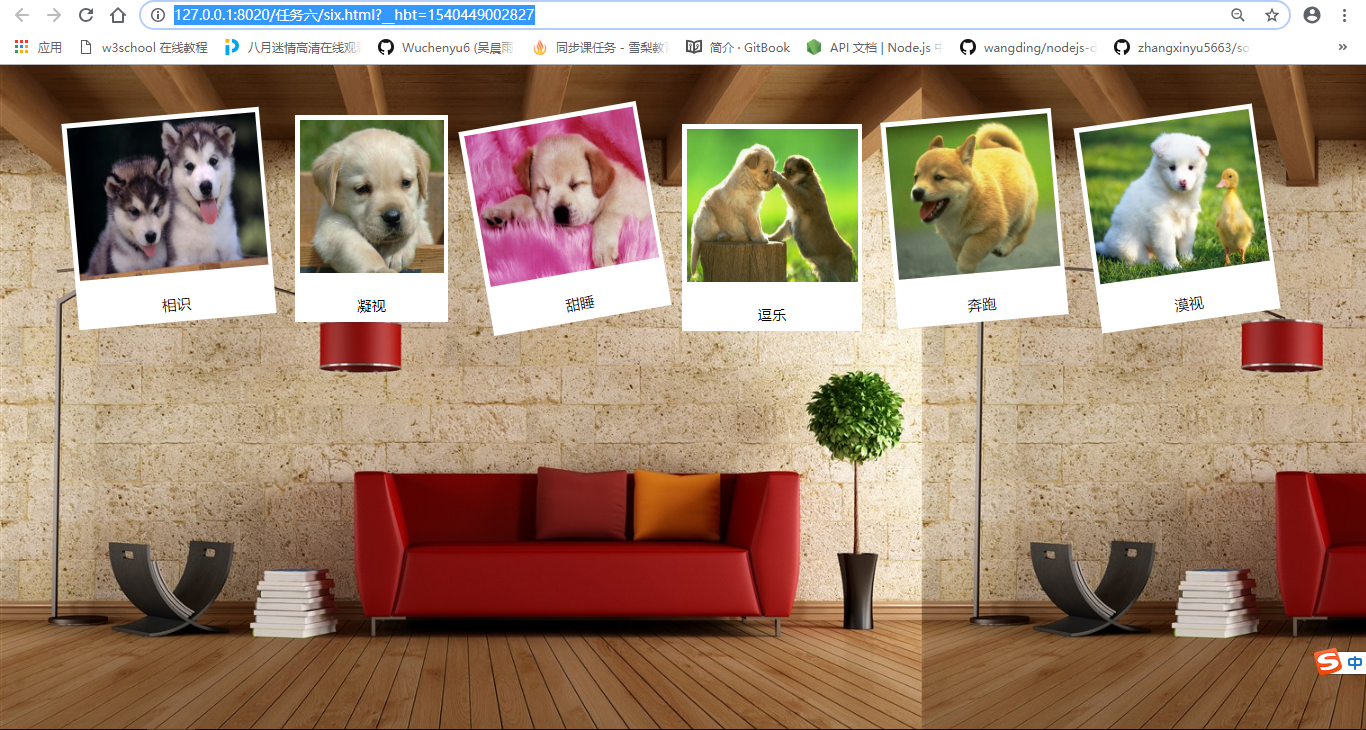 127.0.0.1:8020/任务六/six.html?__hbt=1540449002827
应用 w3school 在线教程 八月迷情高清在线观 Wuchenyu6 (吴晨雨 同步课任务 - 雪梨教 简介 · GitBook API 文档 | Node.js wangding/nodejs-d zhangxinyu5663/so »
相识 凝视 甜睡 逗乐 奔跑 漠视
中